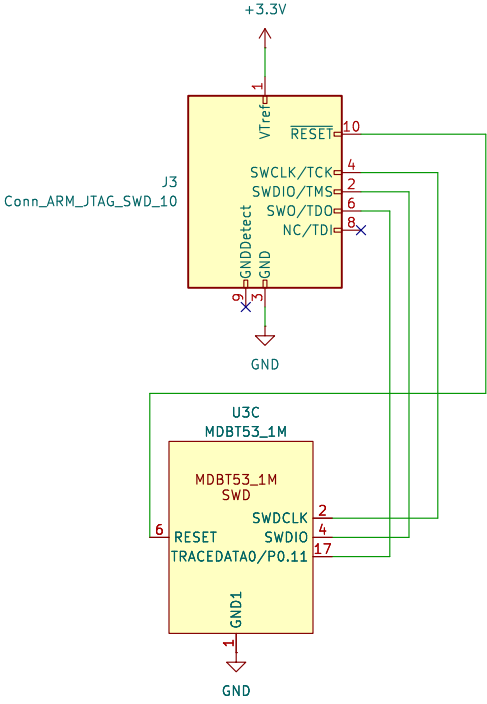 +3.3V
1
VTref
RESET
10
J3
Conn_ARM_JTAG_SWD_10
SWCLK/TCK
4
SWDIO/TMS
2
SWO/TDO
6
NC/TDI
8
GNDDetect
GND
9
3
GND
U3C
MDBT53_1M
MDBT53_1M
SWD
SWDCLK
2
6
RESET
SWDIO
4
TRACEDATA0/P0.11
17
GND1
1
GND